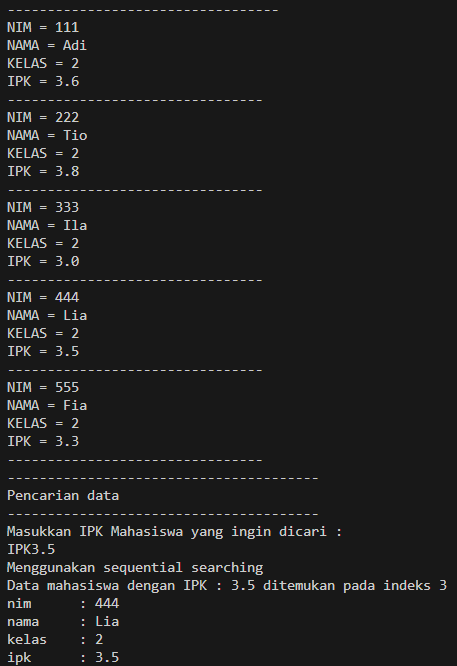 ----------------------------------
NIM = 111
NAMA = Adi
KELAS = 2
IPK = 3.6
--------------------------------
NIM = 222
NAMA = Tio
KELAS = 2
IPK = 3.8
--------------------------------
NIM = 333
NAMA = Ila
KELAS = 2
IPK = 3.0
--------------------------------
NIM = 444
NAMA = Lia
KELAS = 2
IPK = 3.5
--------------------------------
NIM = 555
NAMA = Fia
KELAS = 2
IPK = 3.3
--------------------------------
---------------------------------------
Pencarian data
---------------------------------------
Masukkan IPK Mahasiswa yang ingin dicari :
IPK3.5
Menggunakan sequential searching
Data mahasiswa dengan IPK : 3.5 ditemukan pada indeks 3
nim      : 444
nama     : Lia
kelas    : 2
ipk      : 3.5